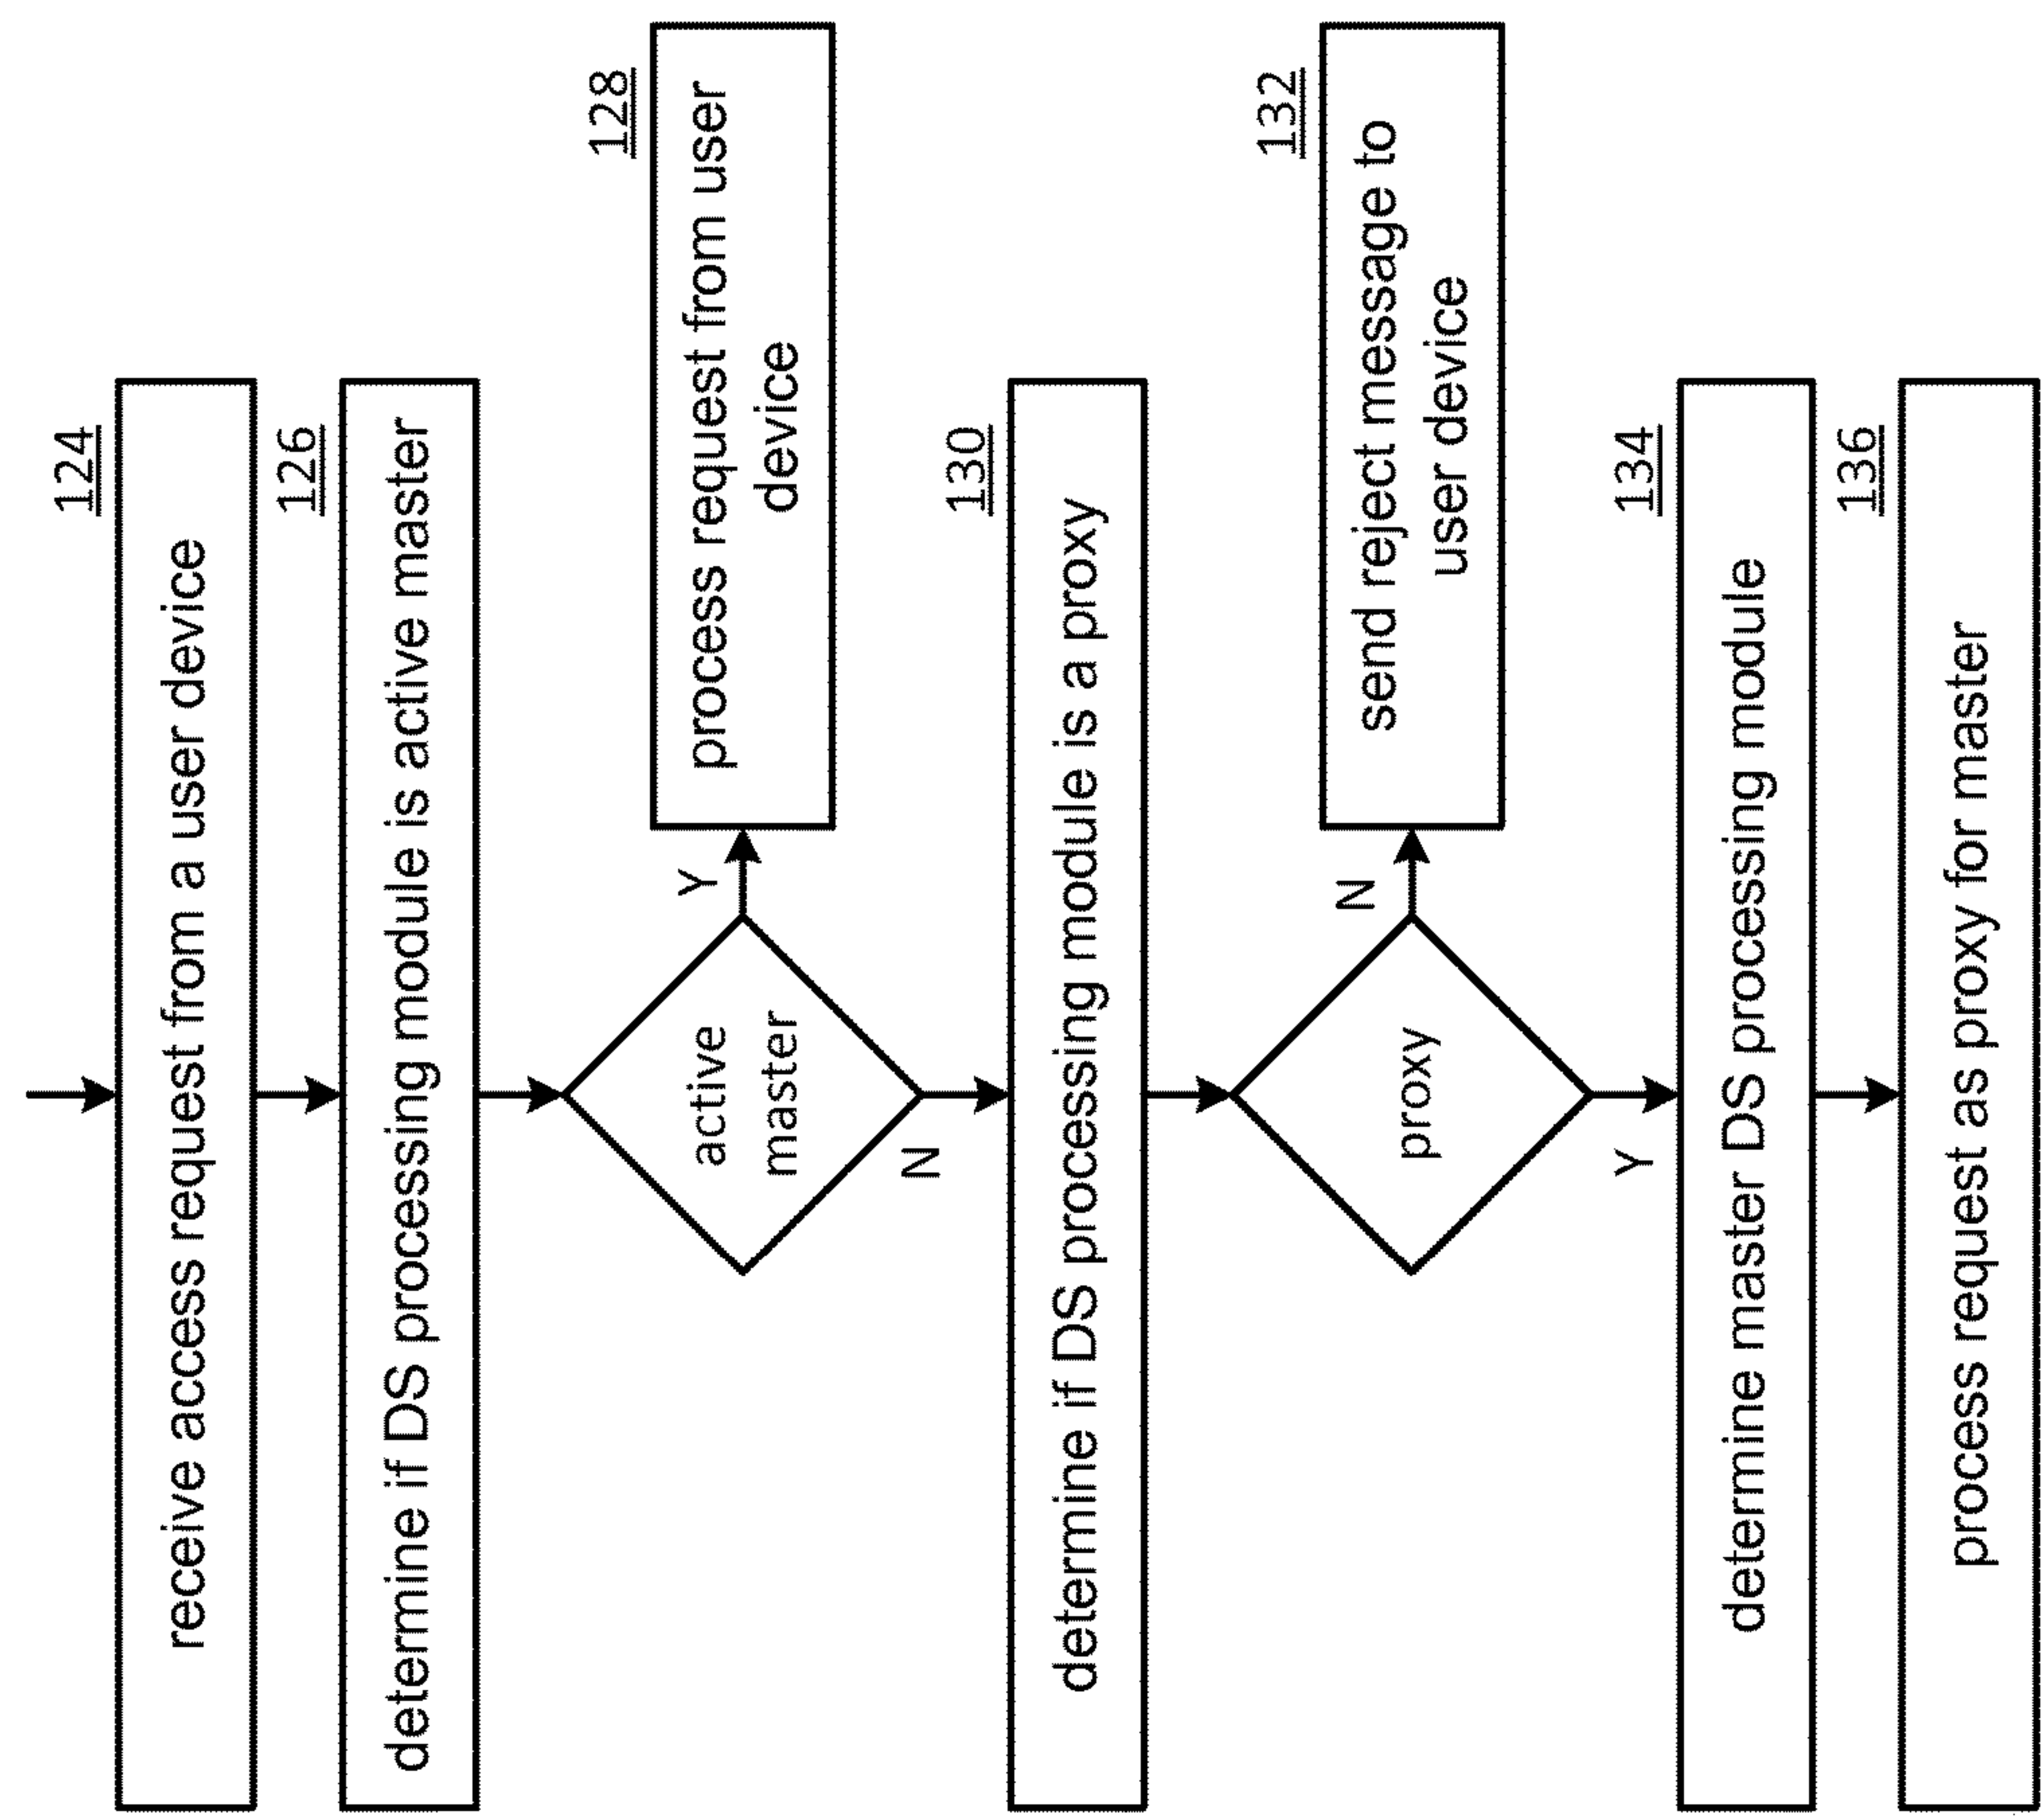 124
receive access request from a user device
126
determine if DS processing module is active master
active
master
Y
N
128
process request from user
device
130
determine if DS processing module is a proxy
proxy
N
Y
132
send reject message to
user device
134
determine master DS processing module
136
process request as proxy for master